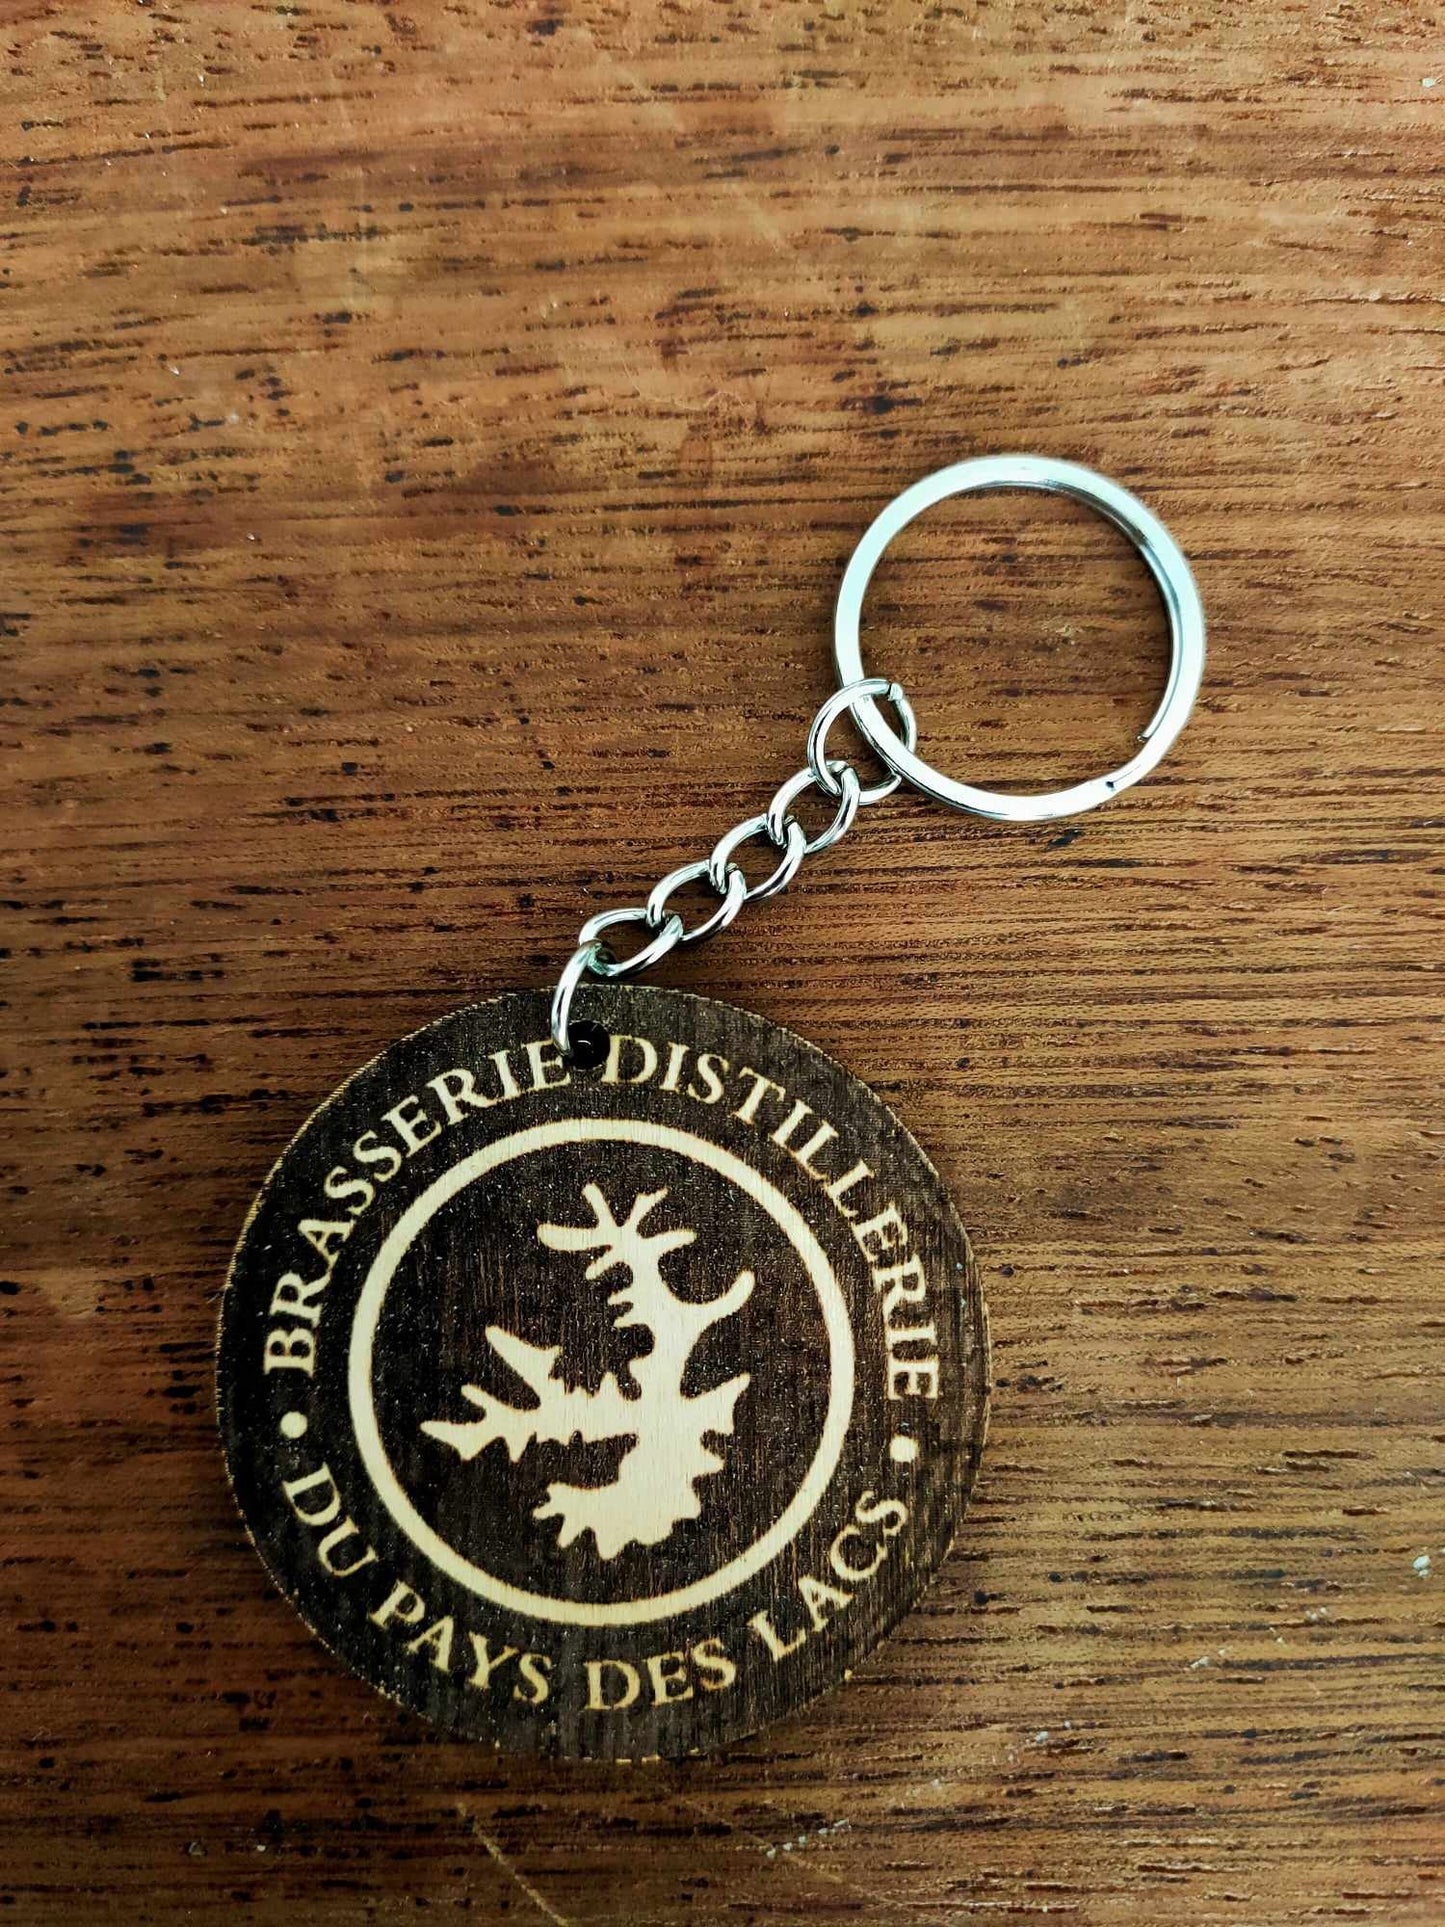 BRASSERIE DISTILLERIE
• DU PAYS DES LACS •